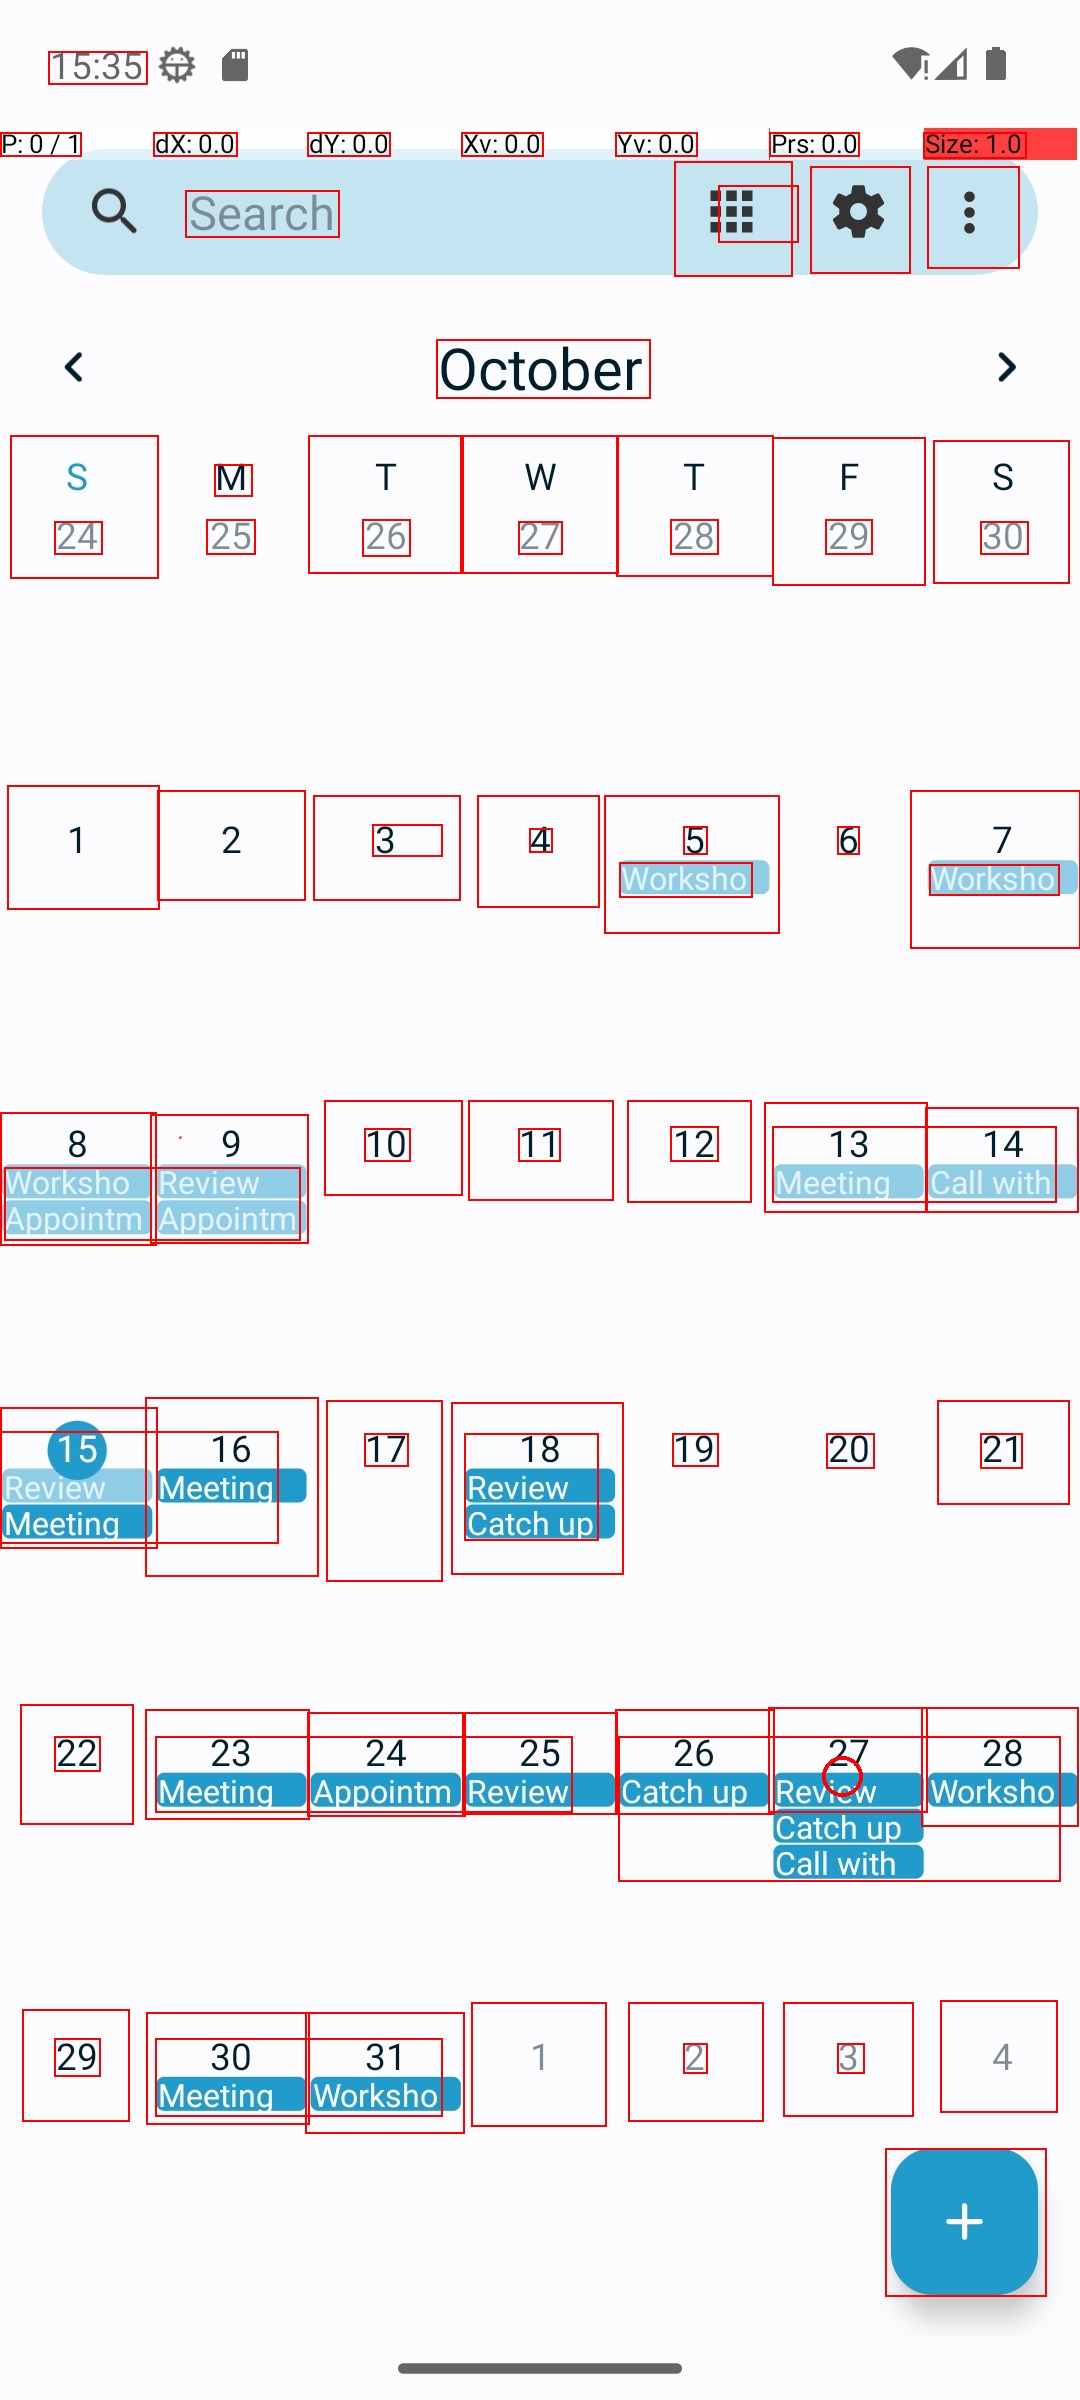 15:35
P: 0 / 1 dX: 0.0 dY: 0.0 Xv: 0.0 Yv: 0.0 Prs: 0.0 Size: 1.0
Search
October
S M T W T F S
24 25 26 27 28 29 30
1 2 3 4 5 6 7
Worksho Worksho
8 9 10 11 12 13 14
Worksho Review Meeting Call with
Appointm Appointm
15 16 17 18 19 20 21
Review Meeting Review
Meeting Catch up
22 23 24 25 26 27 28
Meeting Appointm Review Catch up Review Worksho
Catch up
Call with
29 30 31 1 2 3 4
Meeting Worksho